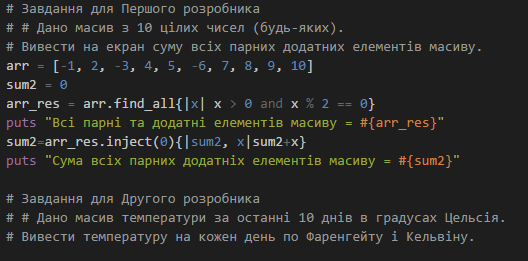 # Завдання для Першого розробника
# # Дано масив з 10 цілих чисел (будь-яких).
# Вивести на екран суму всіх парних додатних елементів масиву.
arr = [-1, 2, -3, 4, 5, -6, 7, 8, 9, 10]
sum2 = 0
arr_res = arr.find_all{|x| x > 0 and x % 2 == 0}
puts "Всі парні та додатні елементів масиву = #{arr_res}"
sum2=arr_res.inject(0){|sum2, x|sum2+x}
puts "Сума всіх парних додатніх елементів масиву = #{sum2}"
# Завдання для Другого розробника
# # Дано масив температури за останні 10 днів в градусах Цельсія.
# Вивести температуру на кожен день по Фаренгейту і Кельвіну.